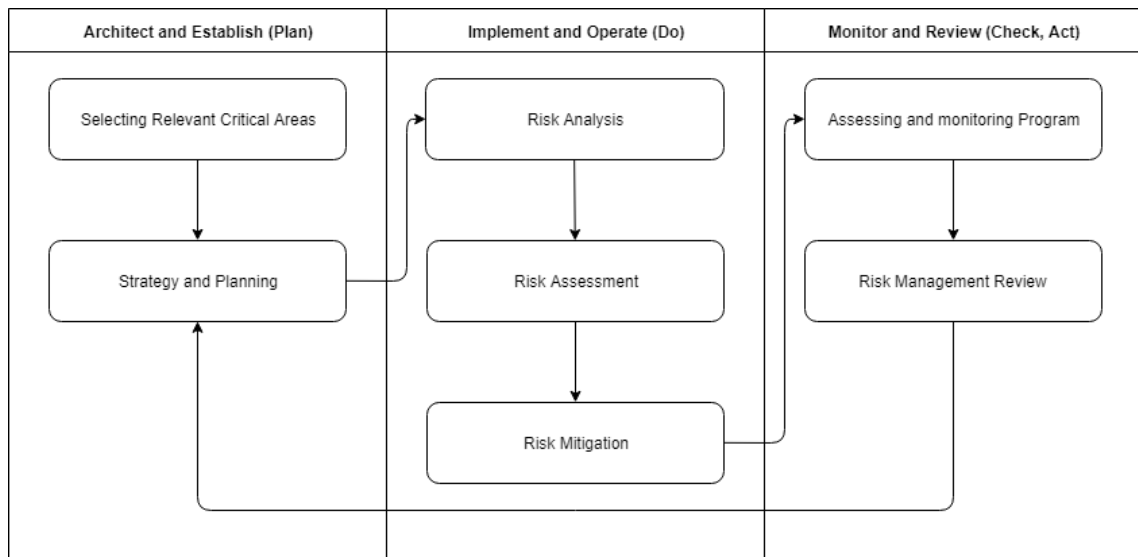 Architect and Establish (Plan)
Implement and Operate (Do)
Monitor and Review (Check, Act)
Selecting Relevant Critical Areas
Risk Analysis
Assessing and monitoring Program
Strategy and Planning
Risk Assessment
Risk Management Review
Risk Mitigation